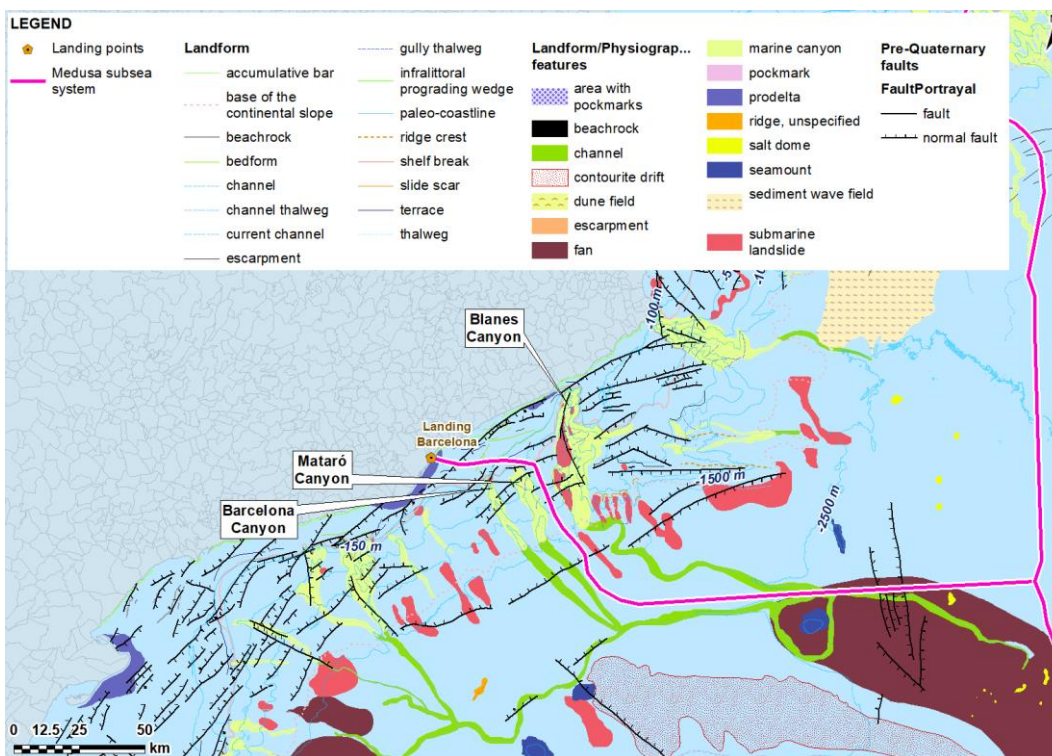 LEGEND
Landing points
Medusa subsea
system
Landform
accumulative bar
base of the
continental slope
beachrock
bedform
channel
channel thalweg
current channel
escarpment
gully thalweg
infralittoral
prograding wedge
paleo-coastline
ridge crest
shelf break
slide scar
terrace
thalweg
Landform/Physiograp...
features
area with
pockmarks
beachrock
channel
contourite drift
dune field
escarpment
fan
marine canyon
pockmark
prodelta
ridge, unspecified
salt dome
seamount
sediment wave field
submarine
landslide
Pre-Quaternary
faults
FaultPortrayal
fault
normal fault
-100 m
Blanes
Canyon
Landing
Barcelona
Mataró
Canyon
Barcelona
Canyon
-1500 m
-2500 m
-150 m
0 12.5 25 50
km